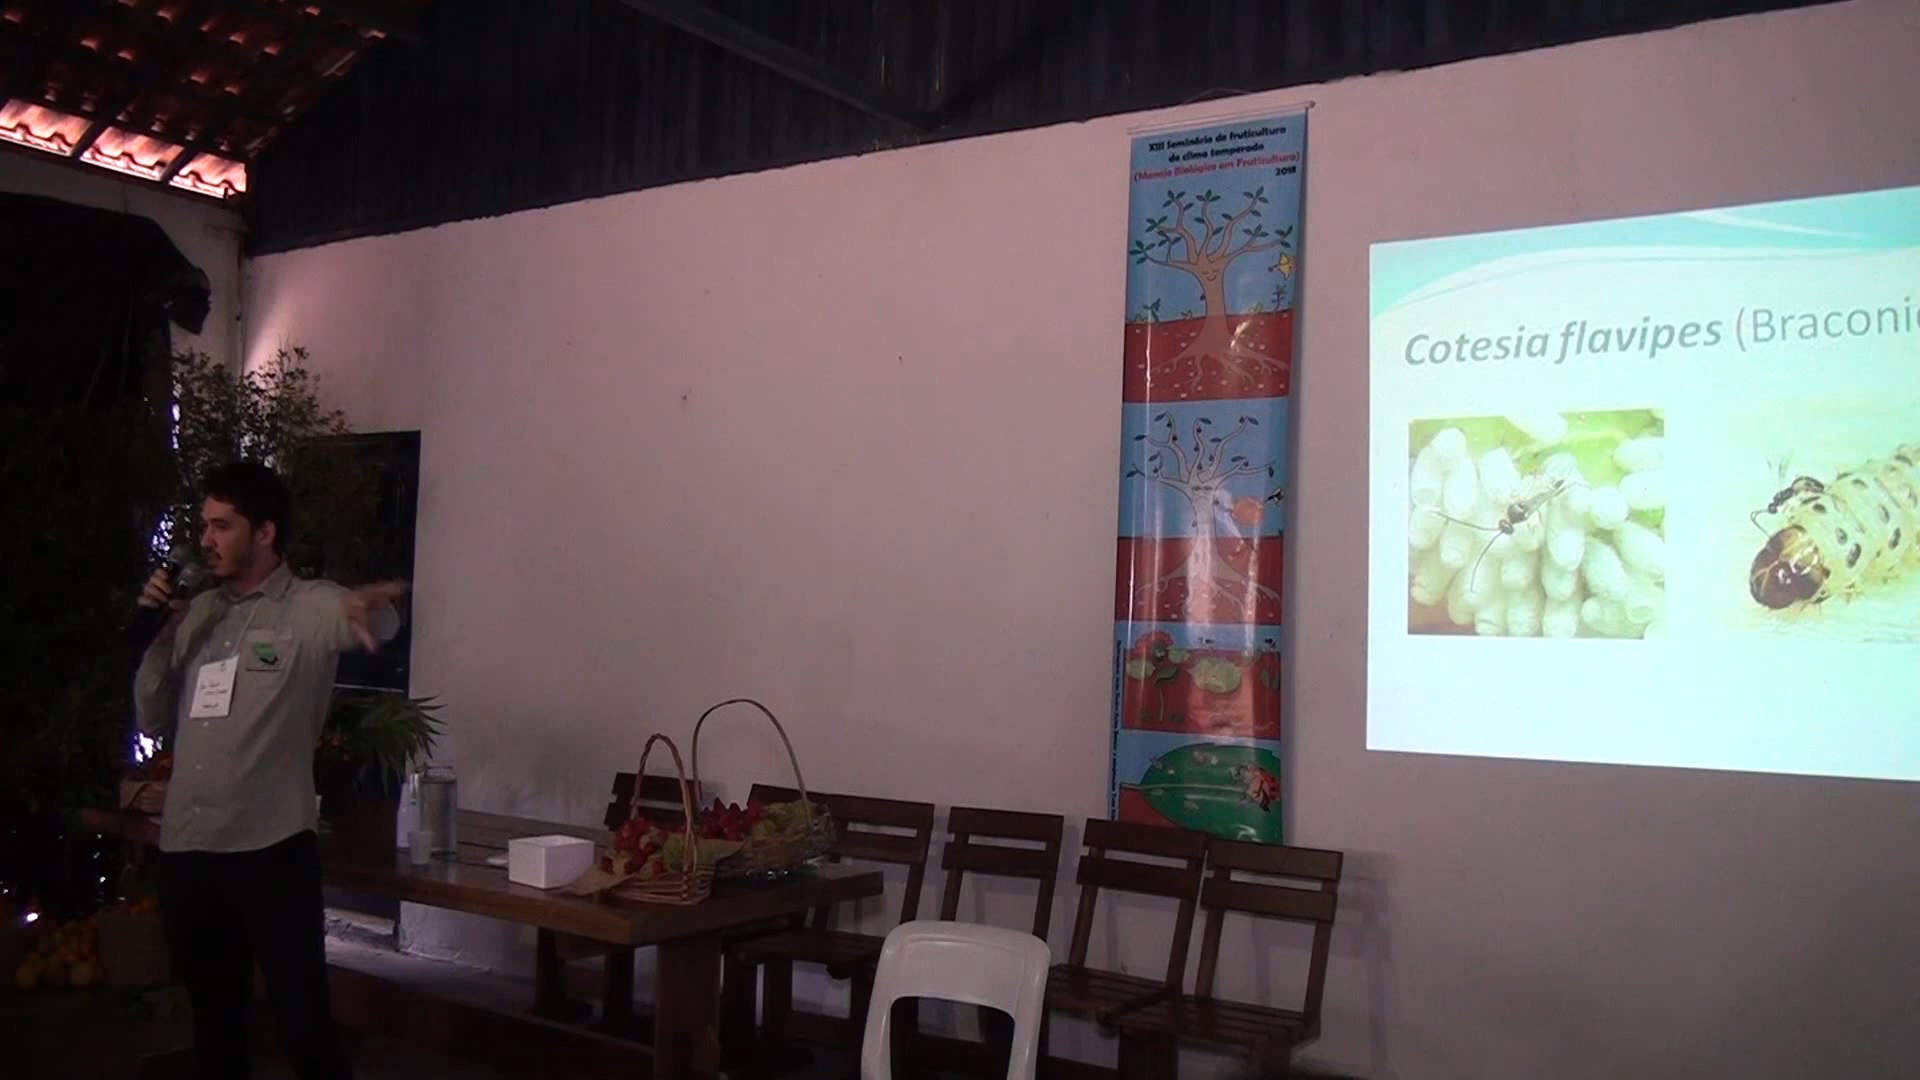 XIII Seminário de fruticultura
de clima temperado
(Manejo Biológico em Fruticultura)
2018
Cotesia flavipes (Braconi